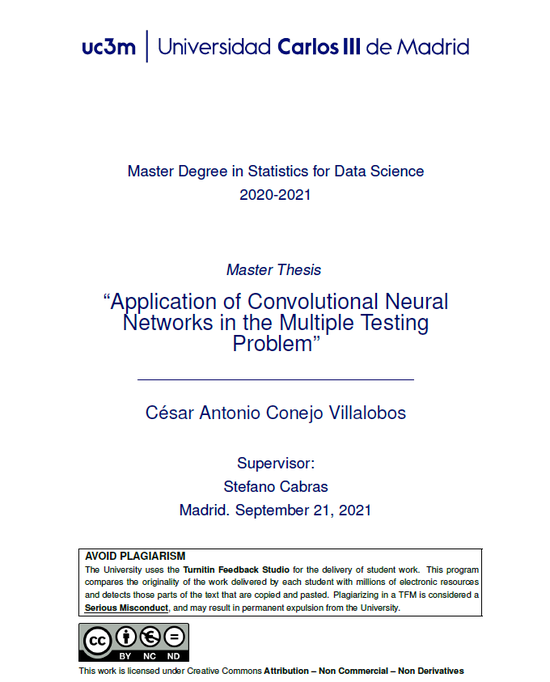 uc3m | Universidad Carlos III de Madrid
Master Degree in Statistics for Data Science
2020-2021
Master Thesis
“Application of Convolutional Neural
Networks in the Multiple Testing
Problem”
César Antonio Conejo Villalobos
Supervisor:
Stefano Cabras
Madrid. September 21, 2021
AVOID PLAGIARISM
The University uses the Turnitin Feedback Studio for the delivery of student work. This program
compares the originality of the work delivered by each student with millions of electronic resources
and detects those parts of the text that are copied and pasted. Plagiarizing in a TFM is considered a
Serious Misconduct, and may result in permanent expulsion from the University.
cc
BY NC ND
This work is licensed under Creative Commons Attribution – Non Commercial – Non Derivatives